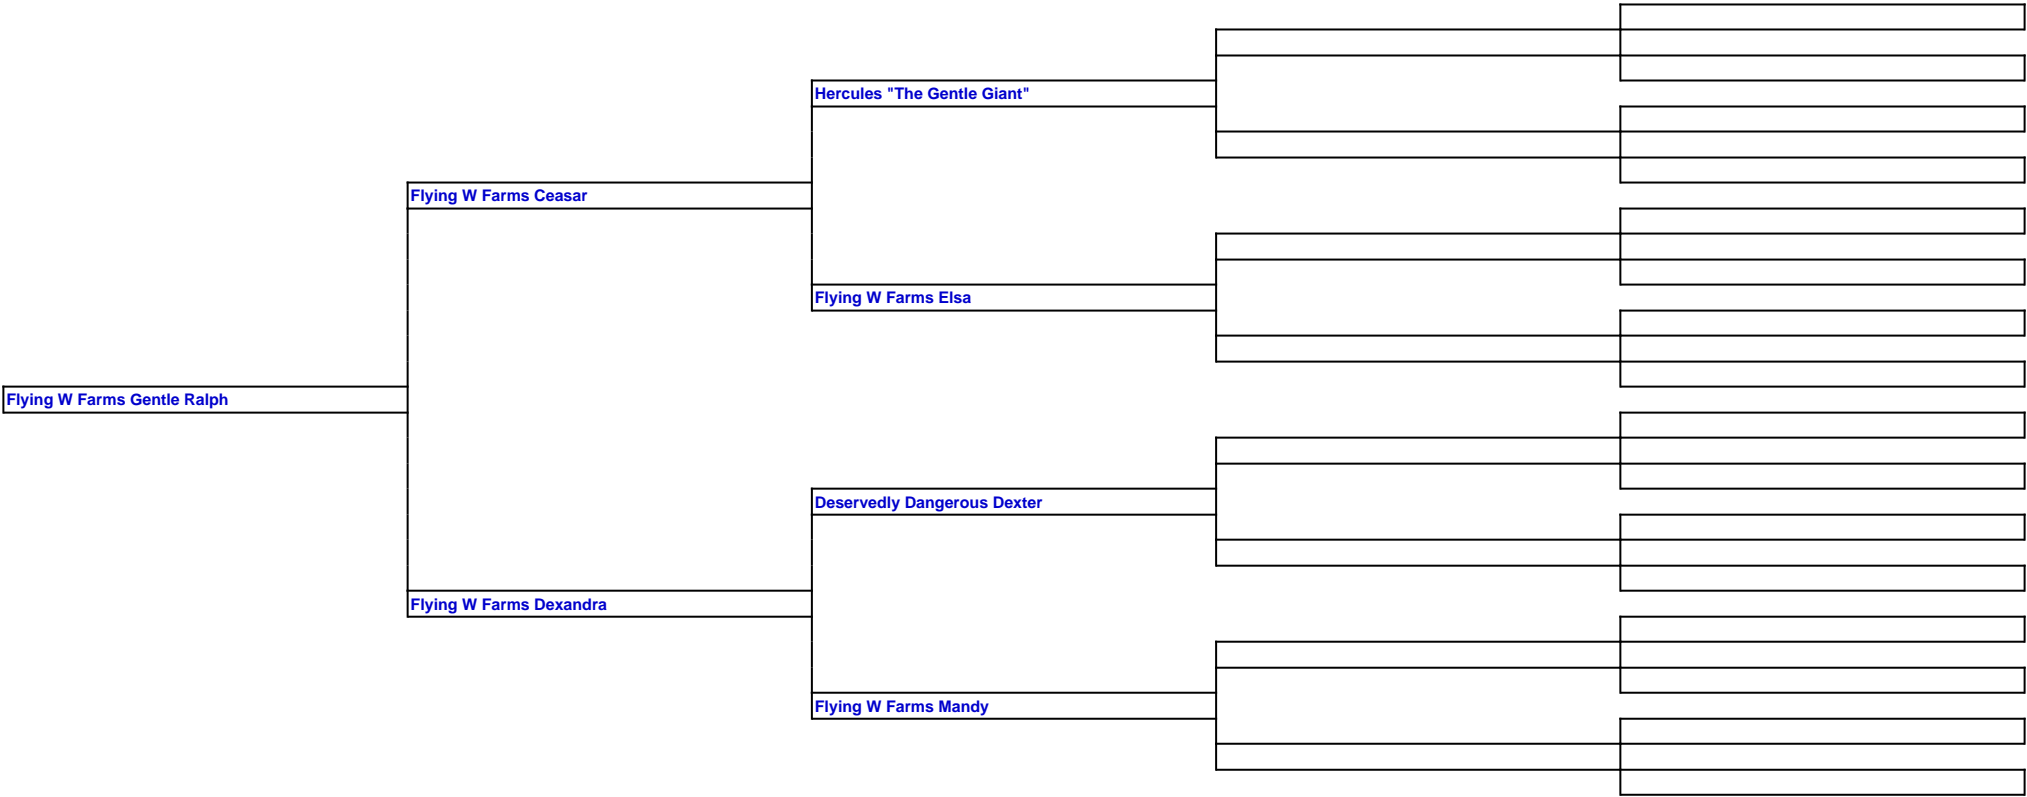 Hercules "The Gentle Giant"
Flying W Farms Ceasar
Flying W Farms Elsa
Flying W Farms Gentle Ralph
Deservedly Dangerous Dexter
Flying W Farms Dexandra
Flying W Farms Mandy